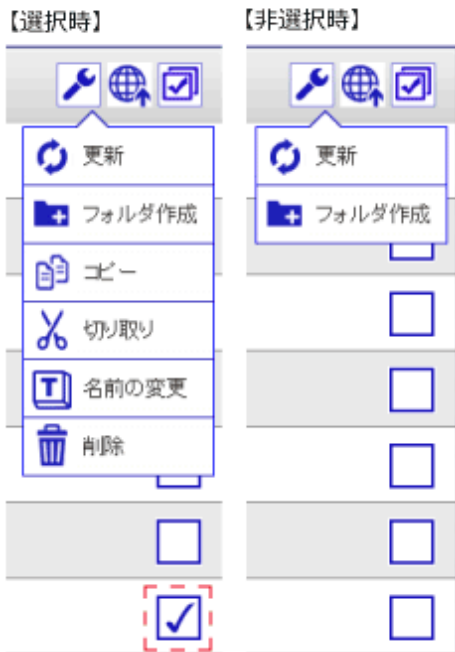 【選択時】
更新
フォルダ作成
コピー
切り取り
名前の変更
削除
【非選択時】
更新
フォルダ作成